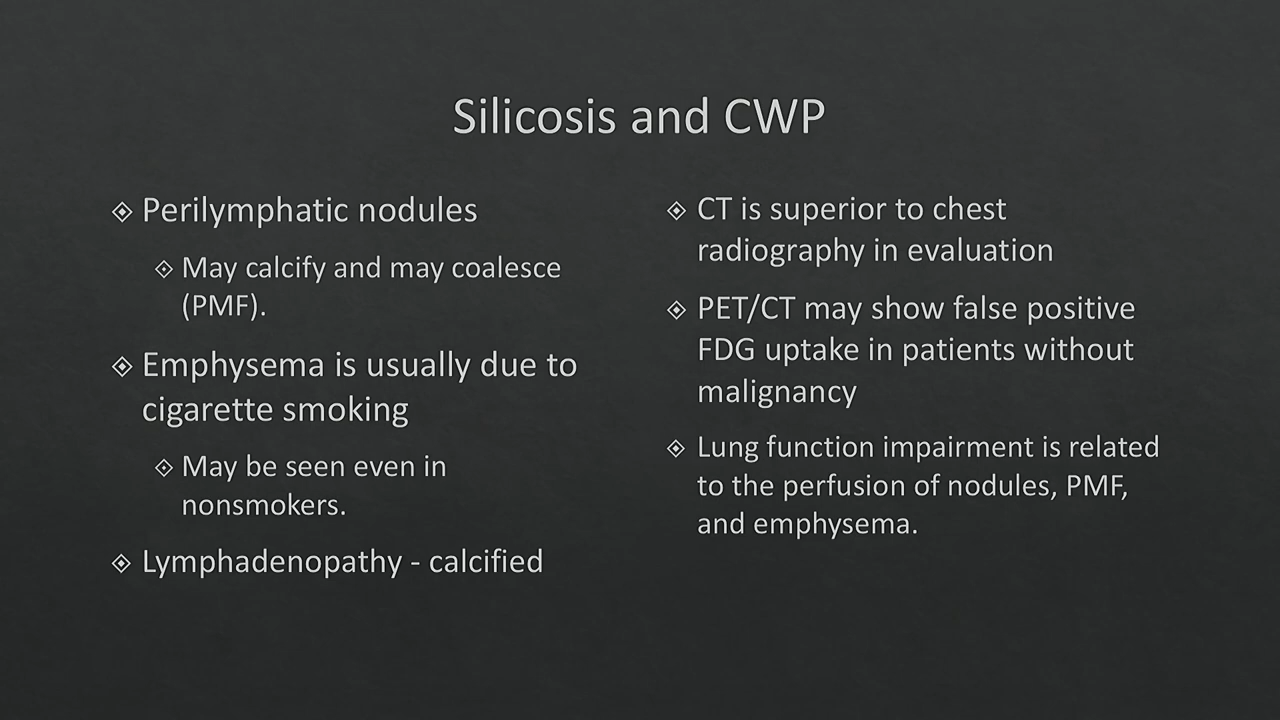 Silicosis and CWP
Perilymphatic nodules
May calcify and may coalesce
(PMF).
Emphysema is usually due to
cigarette smoking
May be seen even in
nonsmokers.
Lymphadenopathy - calcified
CT is superior to chest
radiography in evaluation
PET/CT may show false positive
FDG uptake in patients without
malignancy
Lung function impairment is related
to the perfusion of nodules, PMF,
and emphysema.